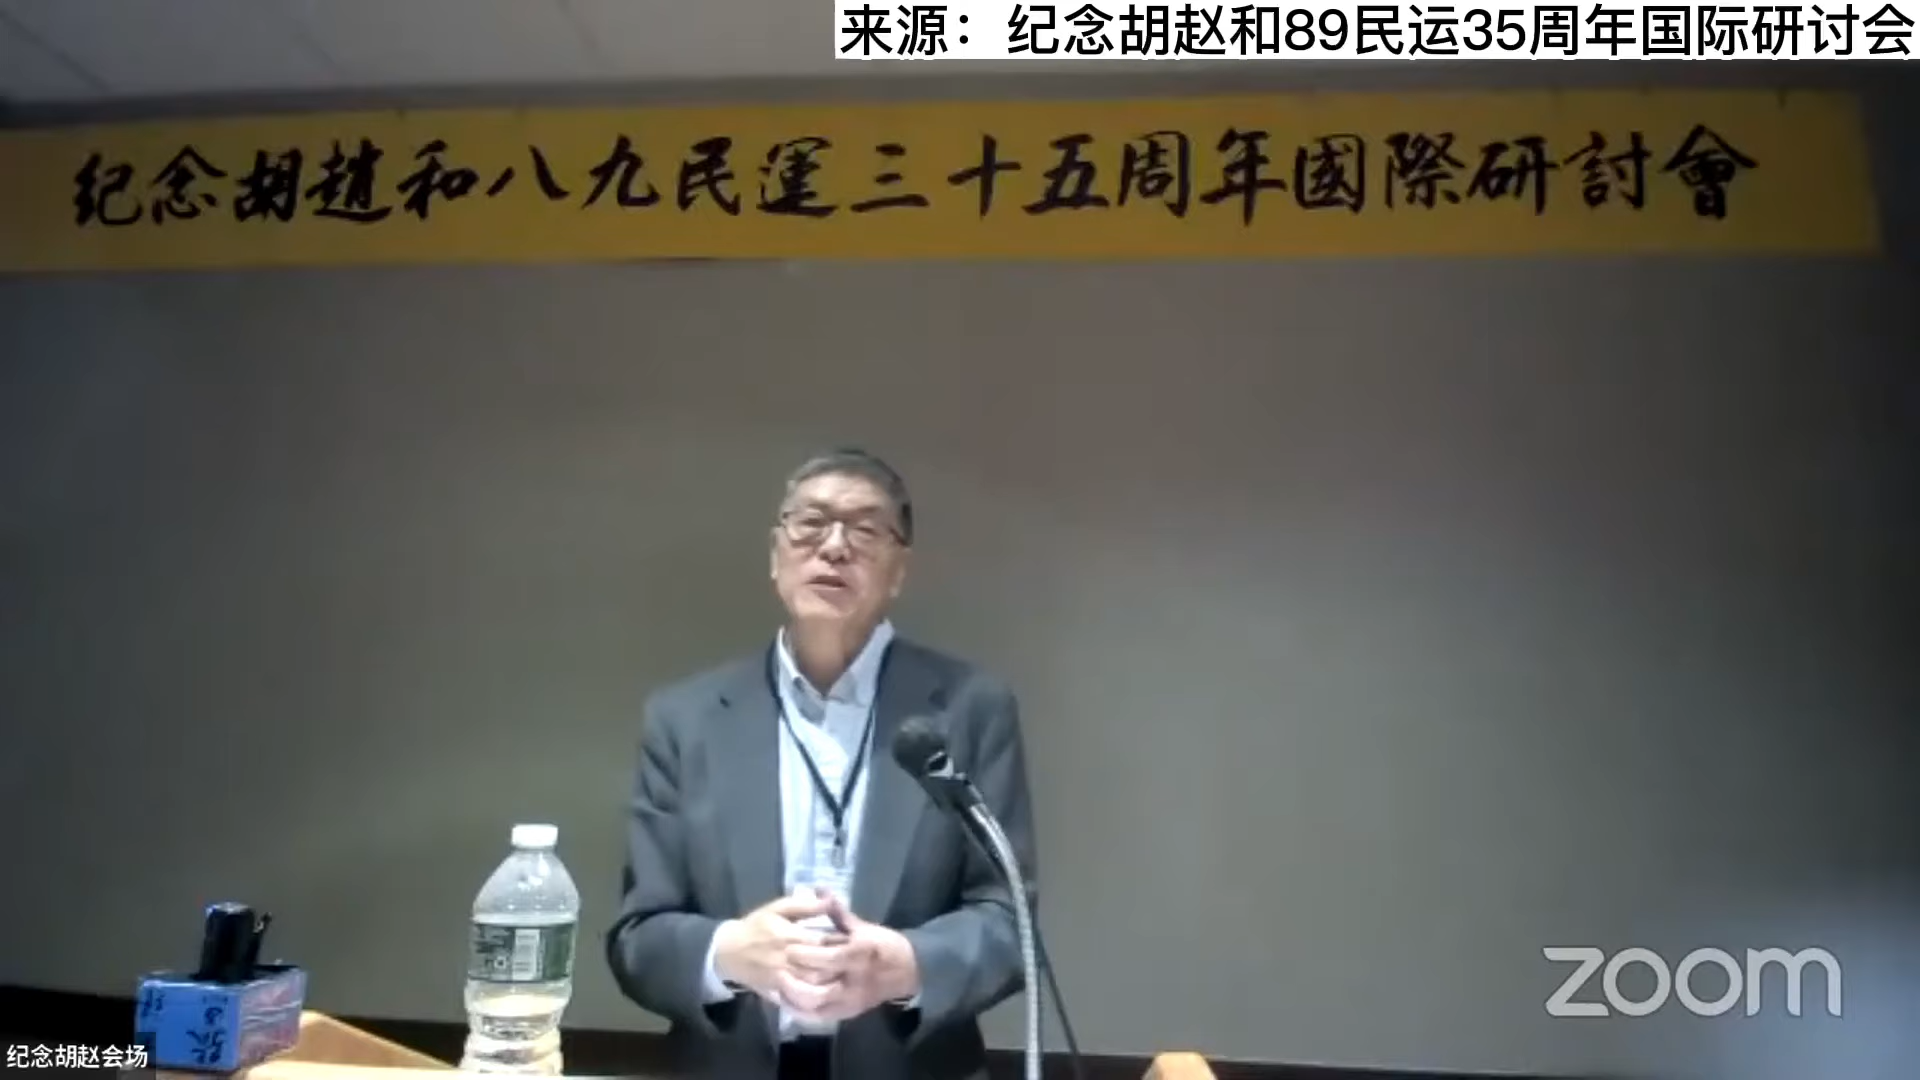 来源：纪念胡赵和89民运35周年国际研讨会
纪念胡趙和八九民運三十五周年國際研討會
zoom
纪念胡赵会场